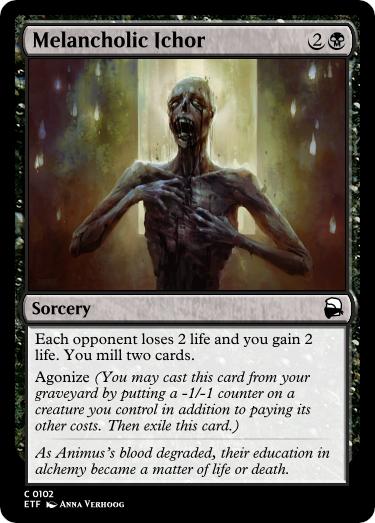 Melancholic Ichor 2
Sorcery
Each opponent loses 2 life and you gain 2
life. You mill two cards.
Agonize (You may cast this card from your
graveyard by putting a -1/-1 counter on a
creature you control in addition to paying its
other costs. Then exile this card.)
As Animus's blood degraded, their education in
alchemy became a matter of life or death.
C 0102
ETF Anna Verhoog